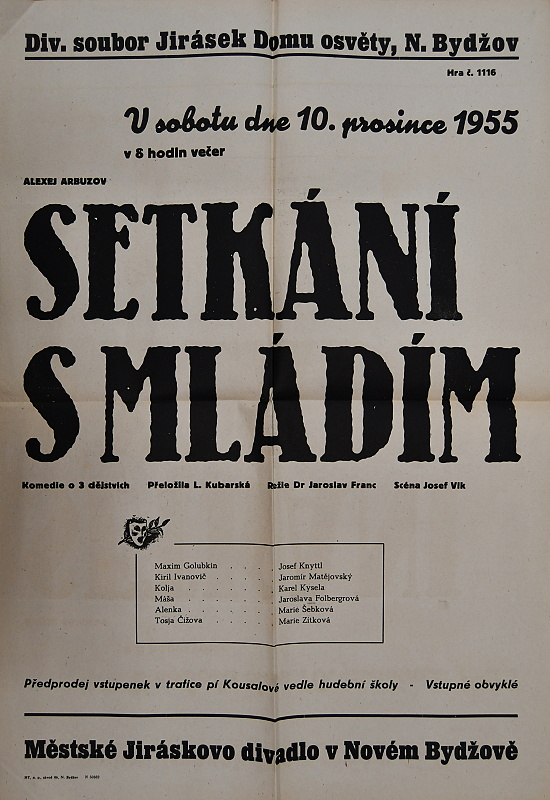 Div. soubor Jirásek Domu osvěty, N. Bydžov
Hra č. 1116
V sobotu dne 10. prosince 1955
v 8 hodin večer
ALEXEJ ARBUZOV
SETKÁNÍ
S MLÁDÍM
Komedie o 3 dějstvích Přeložila L. Kubarská Režie Dr Jaroslav Franc Scéna Josef Vik
Maxim Golubkin . . . . . Josef Knyttl
Kiril Ivanovič . . . . . . Jaromír Matějovský
Kolja . . . . . . . . Karel Kysela
Máša . . . . . . . . Jaroslava Folbergrová
Alenka . . . . . . . . Marie Šebková
Tosja Čižova . . . . . . Marie Zítková
Předprodej vstupenek v trafice pí Kousalové vedle hudební školy - Vstupné obvyklé
Městské Jiráskovo divadlo v Novém Bydžově